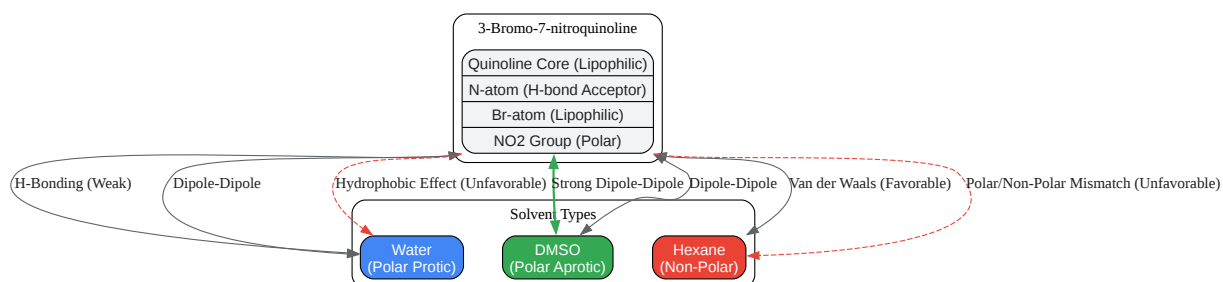 3-Bromo-7-nitroquinoline
Quinoline Core (Lipophilic)
N-atom (H-bond Acceptor)
Br-atom (Lipophilic)
NO2 Group (Polar)
H-Bonding (Weak)
Dipole-Dipole
Hydrophobic Effect (Unfavorable)
Strong Dipole-Dipole
Dipole-Dipole
Van der Waals (Favorable)
Polar/Non-Polar Mismatch (Unfavorable)
Solvent Types
Water
(Polar Protic)
DMSO
(Polar Aprotic)
Hexane
(Non-Polar)